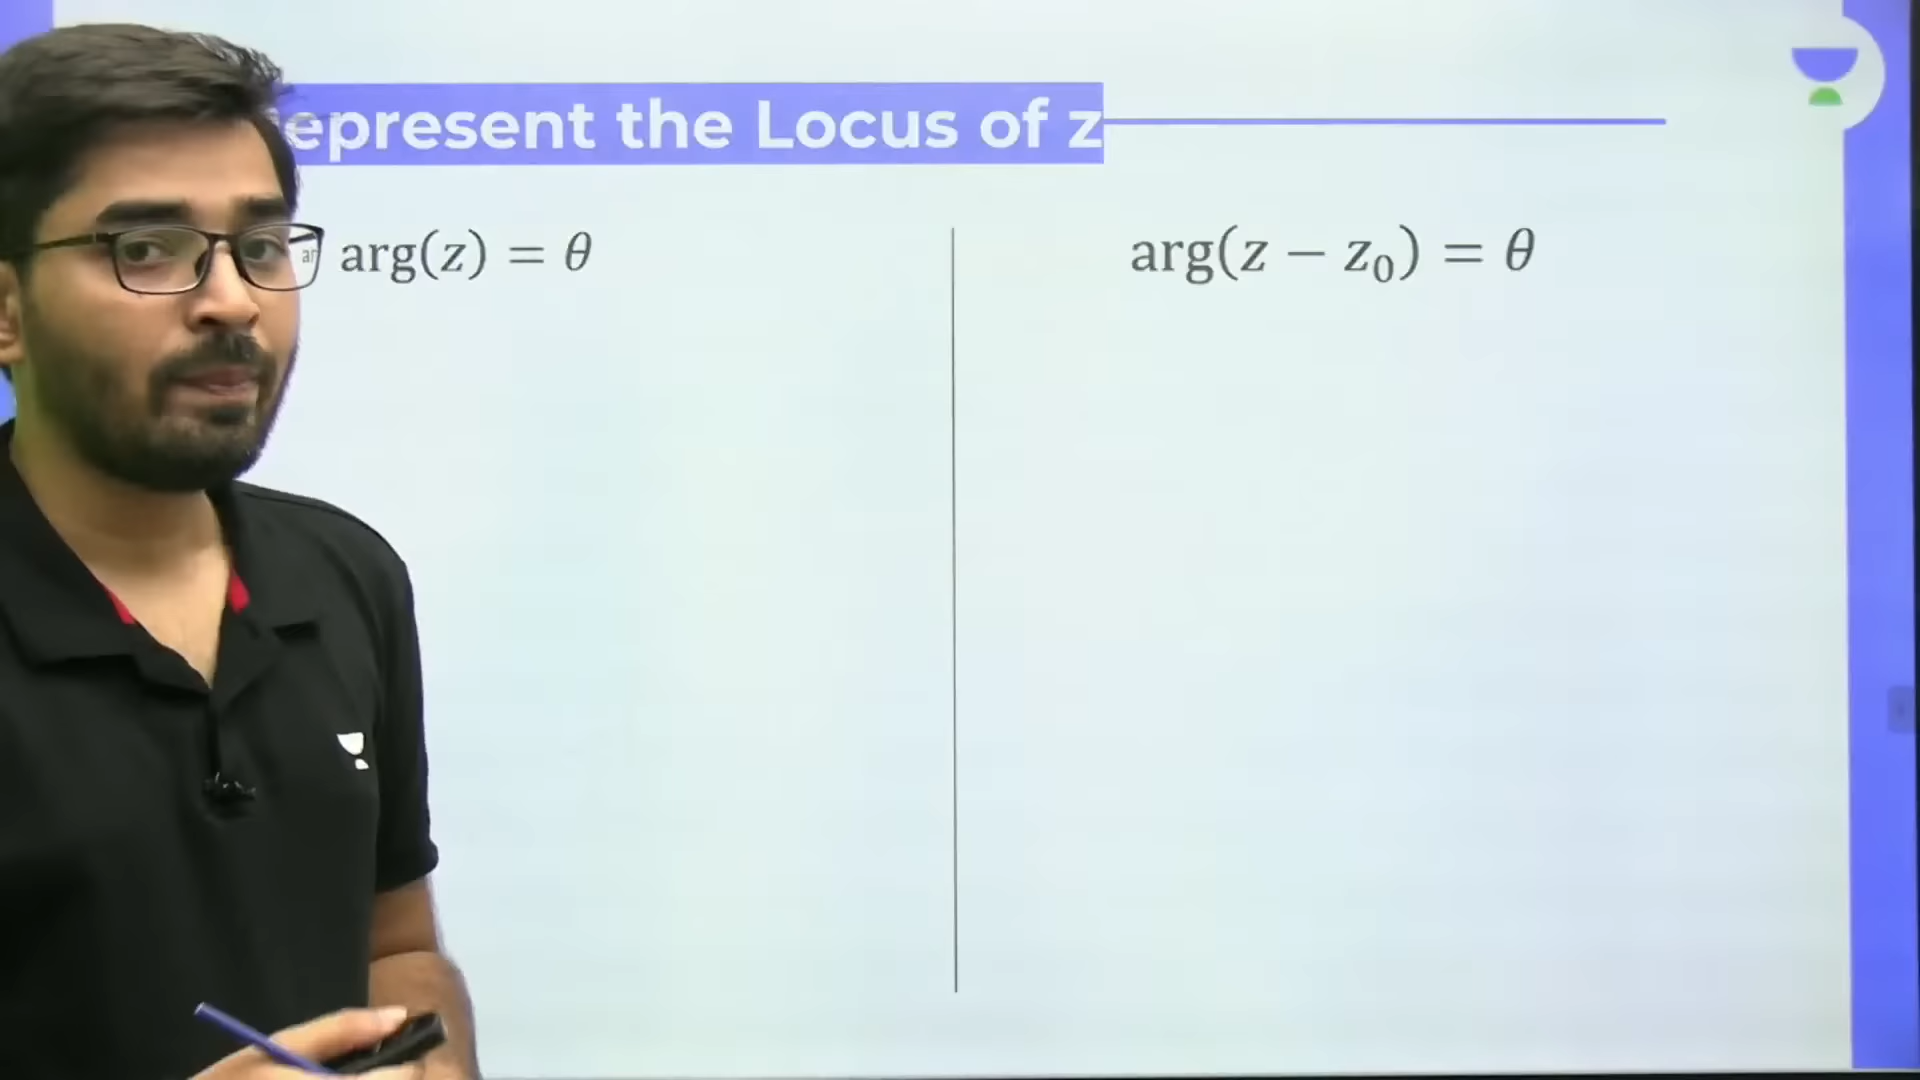 epresent the Locus of z
arg(z) = θ
arg(z − z₀) = θ